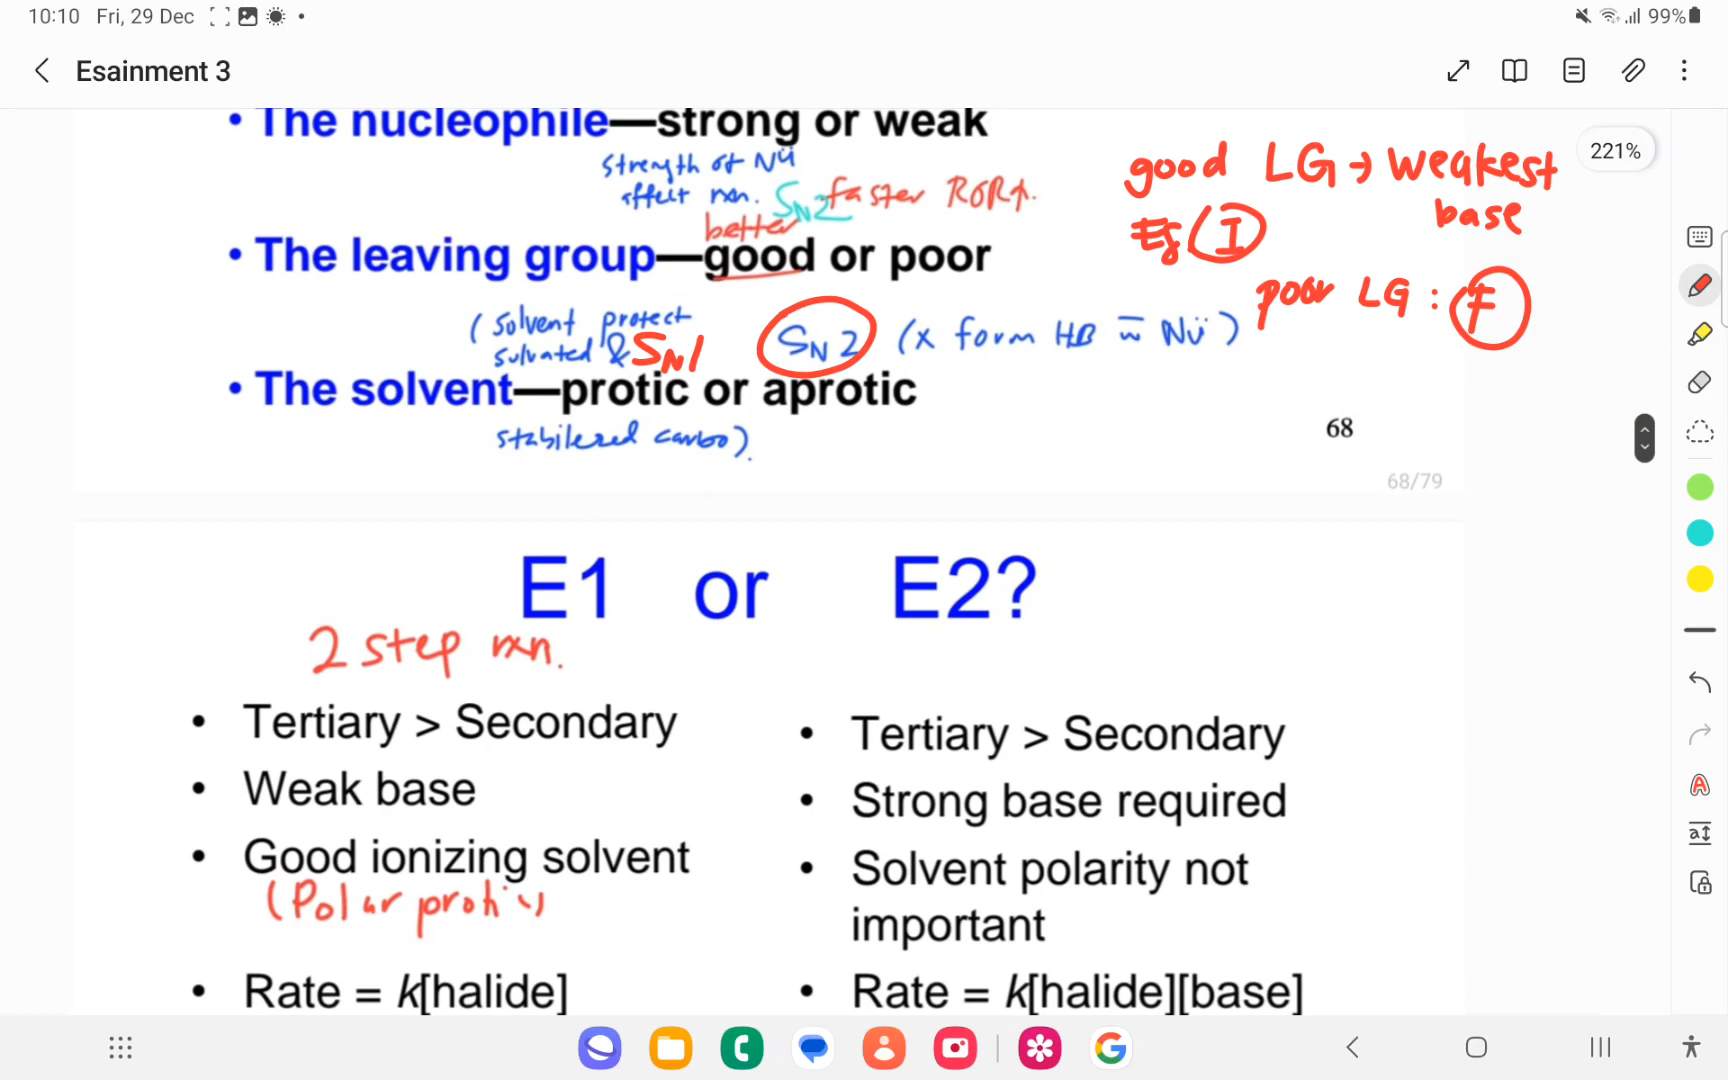 10:10 Fri, 29 Dec
99%
Esainment 3
221%
• The nucleophile—strong or weak
strength of Nü
affect rxn. SN2 faster ROR↑.
better
• The leaving group—good or poor
good LG → weakest
base
Eg I
poor LG : F
(solvent protect
solvated & SN1
SN2 (x form HB w̄ Nü)
• The solvent—protic or aprotic
stabilered carbo).
68
68/79
E1 or E2?
2 step rxn.
• Tertiary > Secondary
• Weak base
• Good ionizing solvent
(Polar protic)
• Rate = k[halide]
• Tertiary > Secondary
• Strong base required
• Solvent polarity not
important
• Rate = k[halide][base]